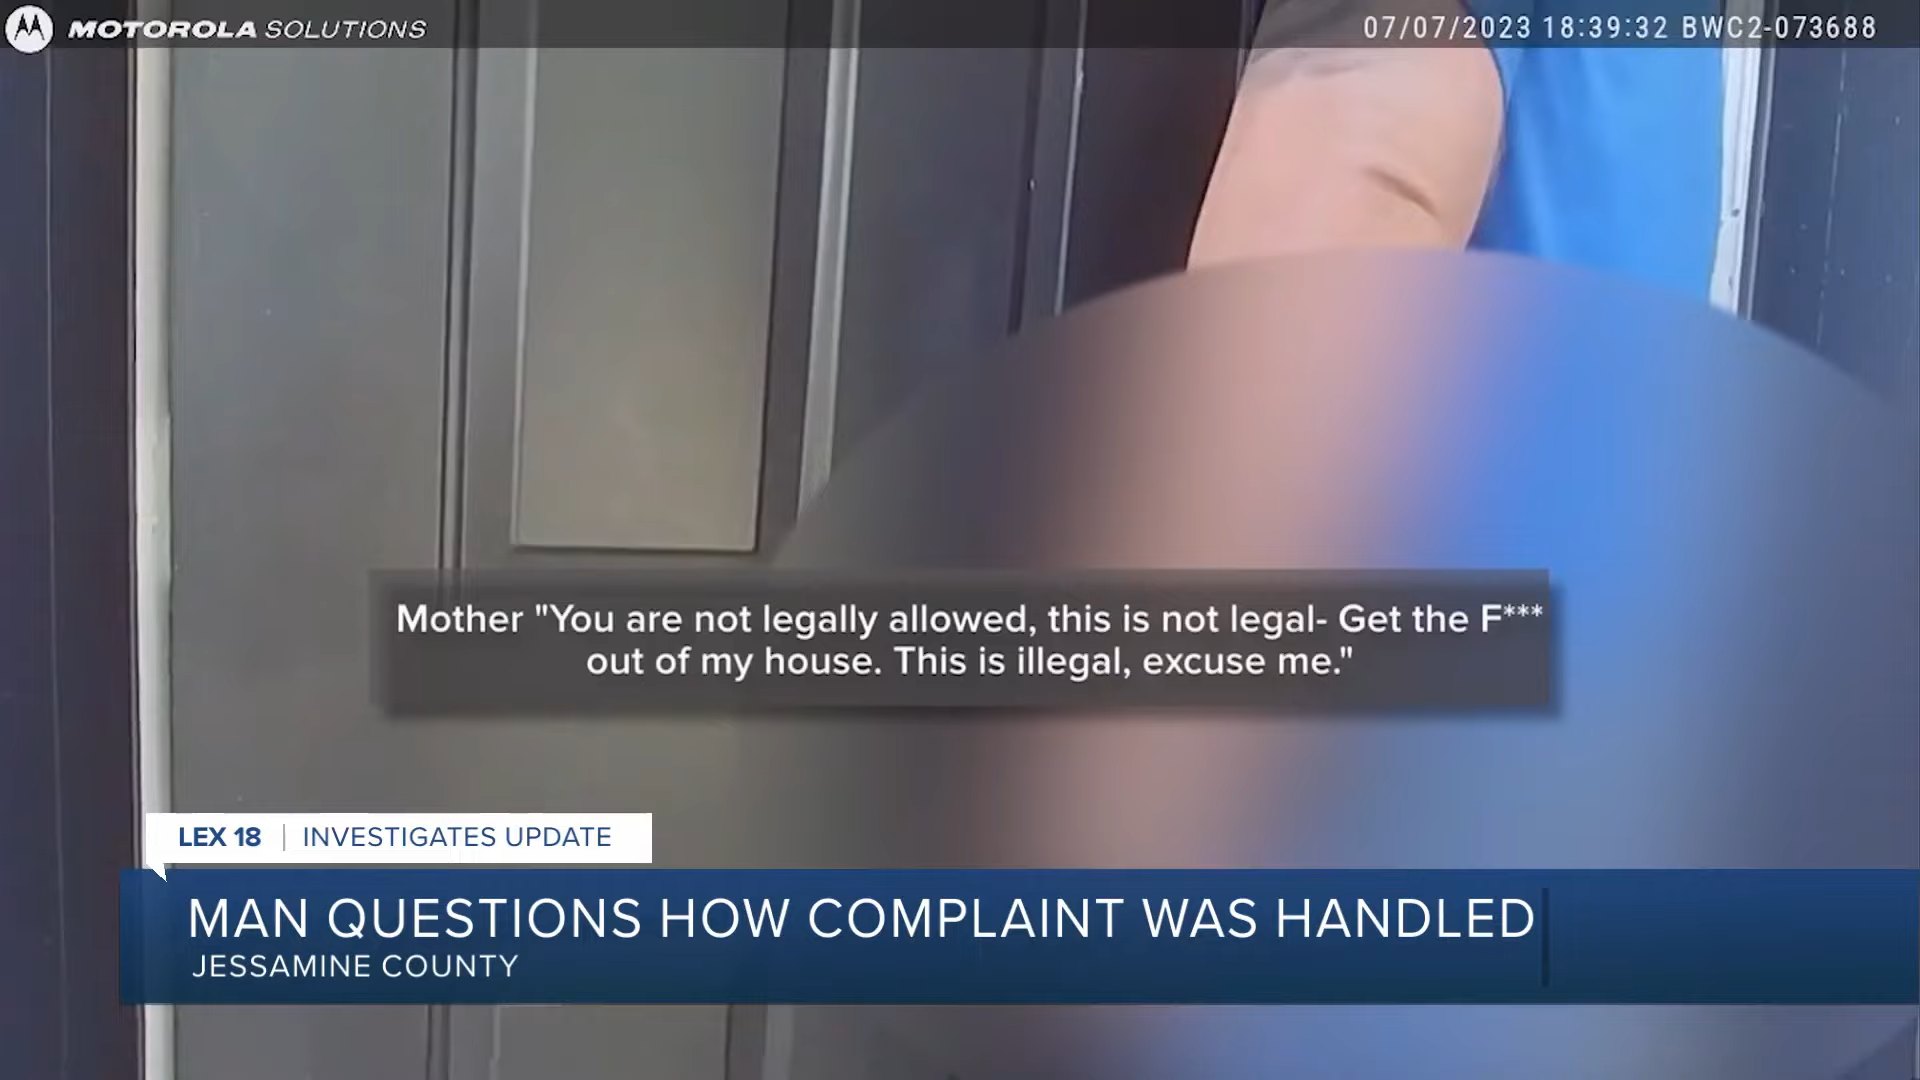 MOTOROLA SOLUTIONS
07/07/2023 18:39:32 BWC2-073688
Mother "You are not legally allowed, this is not legal- Get the F***
out of my house. This is illegal, excuse me."
LEX 18 | INVESTIGATES UPDATE
MAN QUESTIONS HOW COMPLAINT WAS HANDLED
JESSAMINE COUNTY